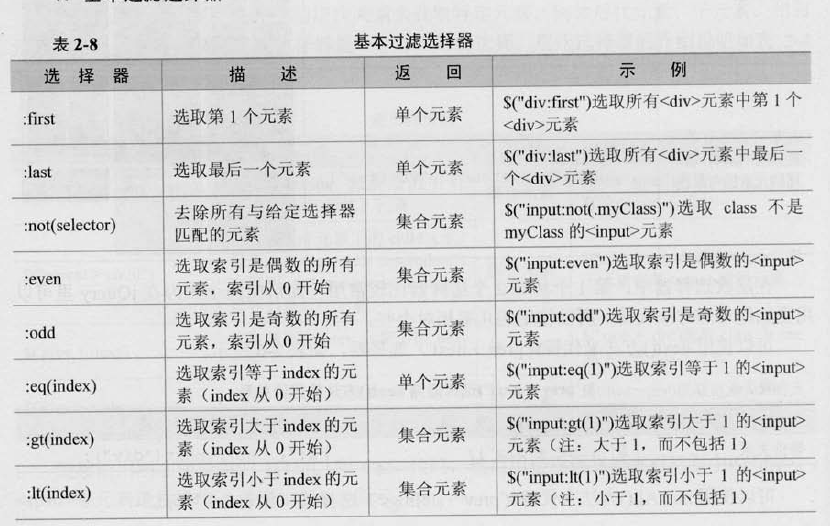 表 2-8 基本过滤选择器
选择器 描述 返回 示例
:first 选取第 1 个元素 单个元素 $("div:first")选取所有<div>元素中第 1 个
<div>元素
:last 选取最后一个元素 单个元素 $("div:last")选取所有<div>元素中最后一
个<div>元素
:not(selector) 去除所有与给定选择器
匹配的元素 集合元素 $("input:not(.myClass)")选取 class 不是
myClass 的<input>元素
:even 选取索引是偶数的所有
元素，索引从 0 开始 集合元素 $("input:even")选取索引是偶数的<input>
元素
:odd 选取索引是奇数的所有
元素，索引从 0 开始 集合元素 $("input:odd")选取索引是奇数的<input>
元素
:eq(index) 选取索引等于 index 的元
素（index 从 0 开始） 单个元素 $("input:eq(1)")选取索引等于 1 的<input>
元素
:gt(index) 选取索引大于 index 的元
素（index 从 0 开始） 集合元素 $("input:gt(1)")选取索引大于 1 的<input>
元素（注：大于 1，而不包括 1）
:lt(index) 选取索引小于 index 的元
素（index 从 0 开始） 集合元素 $("input:lt(1)")选取索引小于 1 的<input>
元素（注：小于 1，而不包括 1）